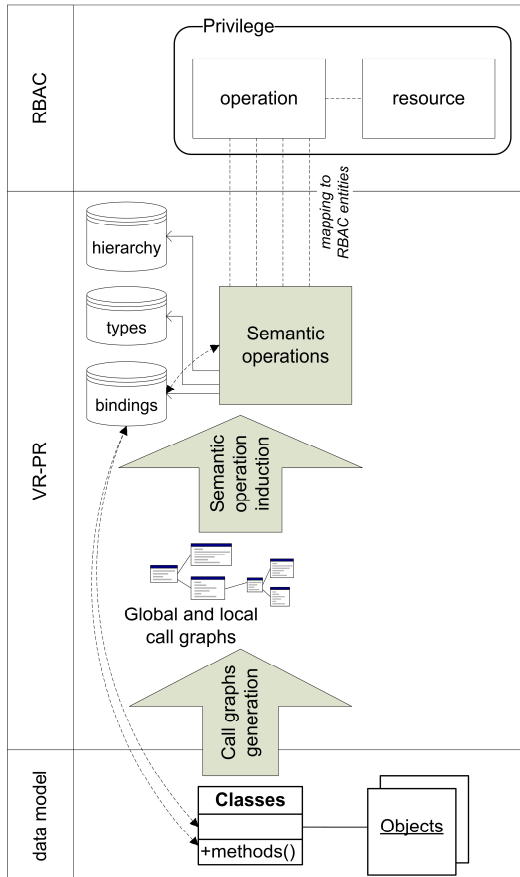 RBAC
Privilege
operation
resource
mapping to
RBAC entities
VR-PR
hierarchy
types
bindings
Semantic
operations
Semantic
operation
induction
Global and local
call graphs
Call graphs
generation
data model
Classes
+methods()
Objects